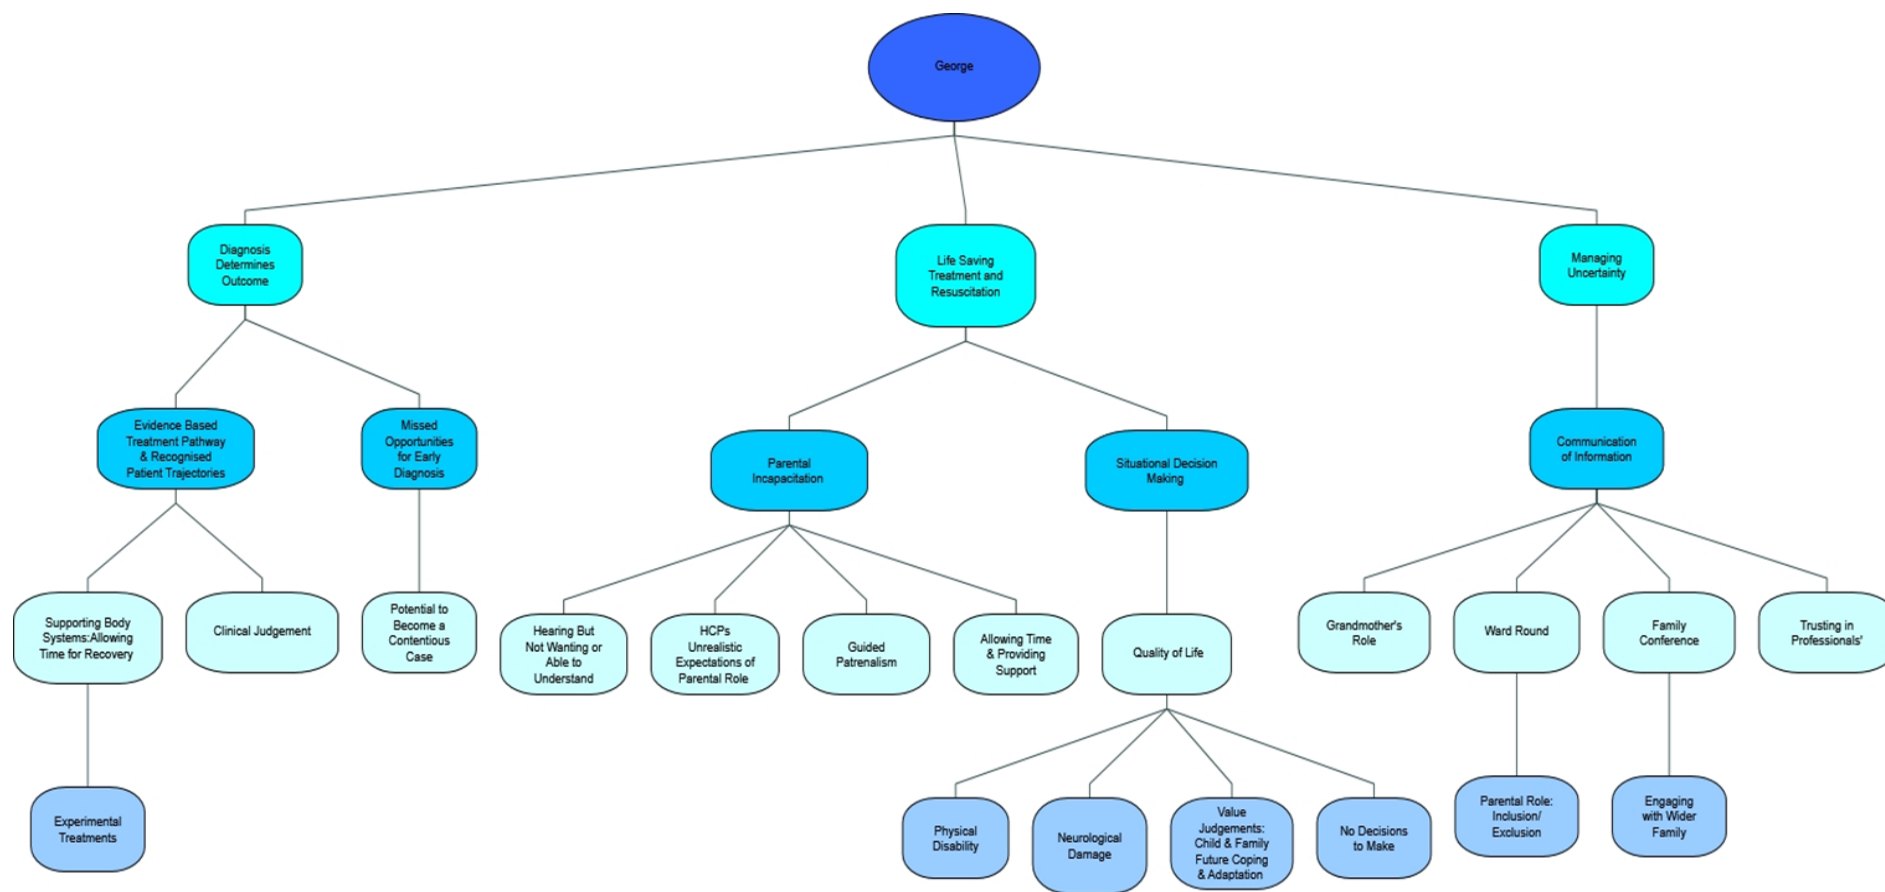 George
Diagnosis
Determines
Outcome
Life Saving
Treatment and
Resuscitation
Managing
Uncertainty
Evidence Based
Treatment Pathway
& Recognised
Patient Trajectories
Missed
Opportunities
for Early
Diagnosis
Parental
Incapacitation
Situational Decision
Making
Communication
of Information
Supporting Body
Systems:Allowing
Time for Recovery
Clinical Judgement
Potential to
Become a
Contentious
Case
Hearing But
Not Wanting or
Able to
Understand
HCPs
Unrealistic
Expectations of
Parental Role
Guided
Patrenalism
Allowing Time
& Providing
Support
Quality of Life
Grandmother's
Role
Ward Round
Family
Conference
Trusting in
Professionals'
Experimental
Treatments
Physical
Disability
Neurological
Damage
Value
Judgements:
Child & Family
Future Coping
& Adaptation
No Decisions
to Make
Parental Role:
Inclusion/
Exclusion
Engaging
with Wider
Family